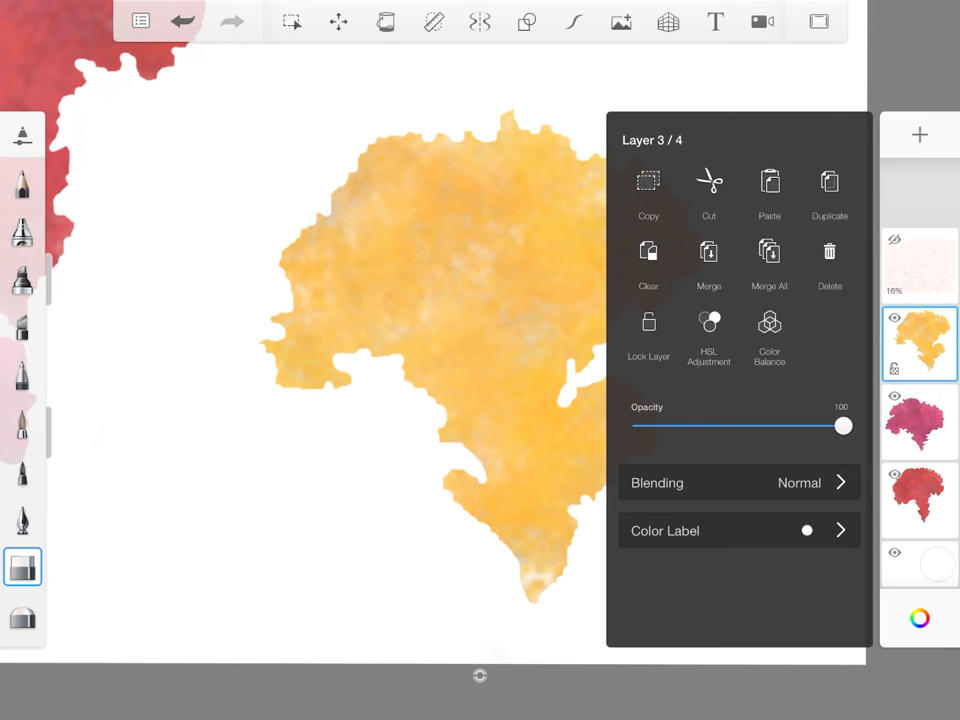 T
Layer 3 / 4
Copy
Cut
Paste
Duplicate
Clear
Merge
Merge All
Delete
Lock Layer
HSL
Adjustment
Color
Balance
Opacity
100
Blending
Normal
Color Label
16%